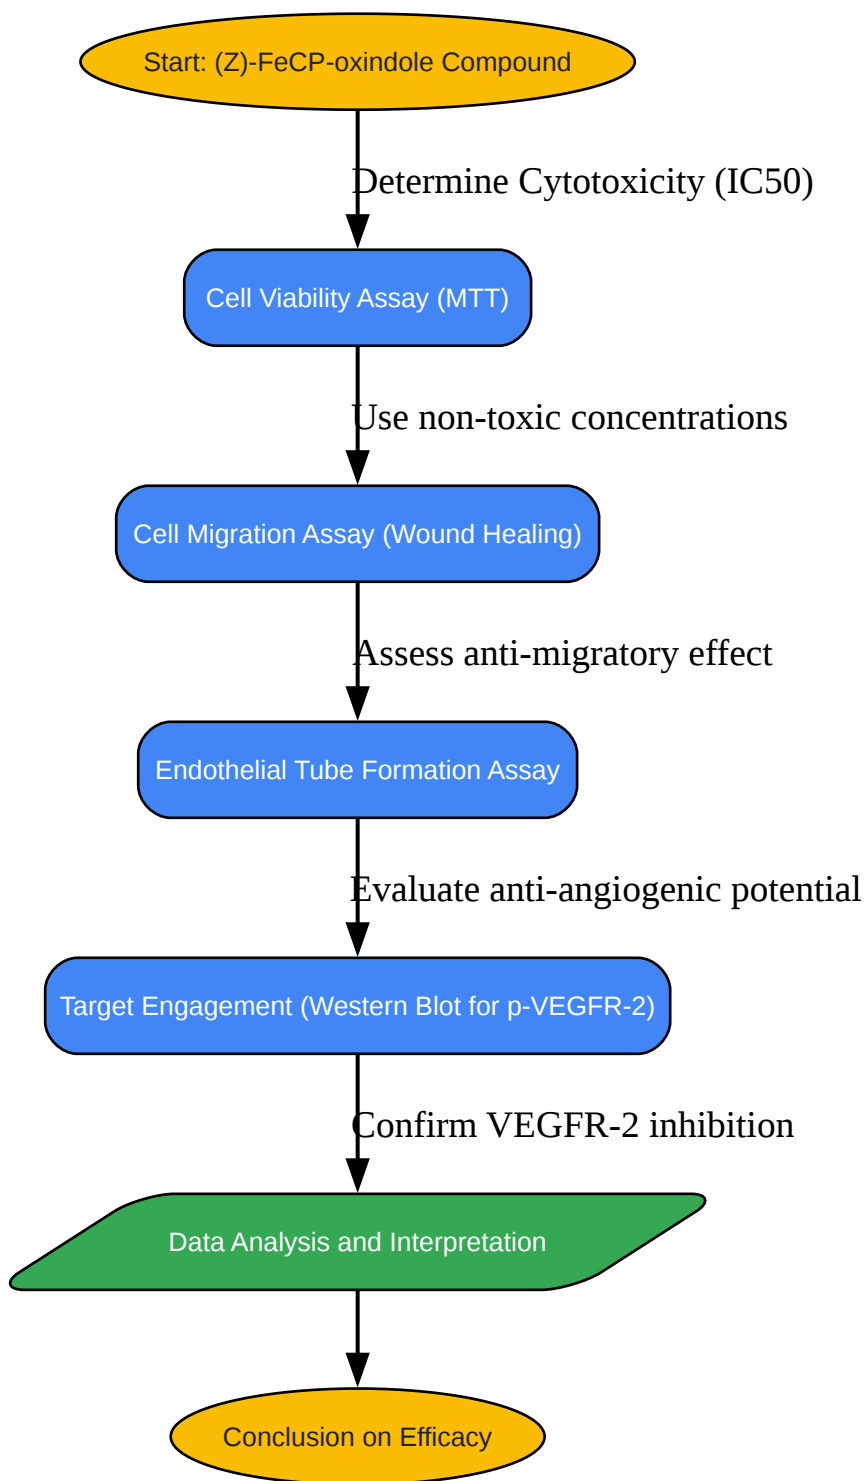 Start: (Z)-FeCP-oxindole Compound
Determine Cytotoxicity (IC50)
Cell Viability Assay (MTT)
Use non-toxic concentrations
Cell Migration Assay (Wound Healing)
Assess anti-migratory effect
Endothelial Tube Formation Assay
Evaluate anti-angiogenic potential
Target Engagement (Western Blot for p-VEGFR-2)
Confirm VEGFR-2 inhibition
Data Analysis and Interpretation
Conclusion on Efficacy